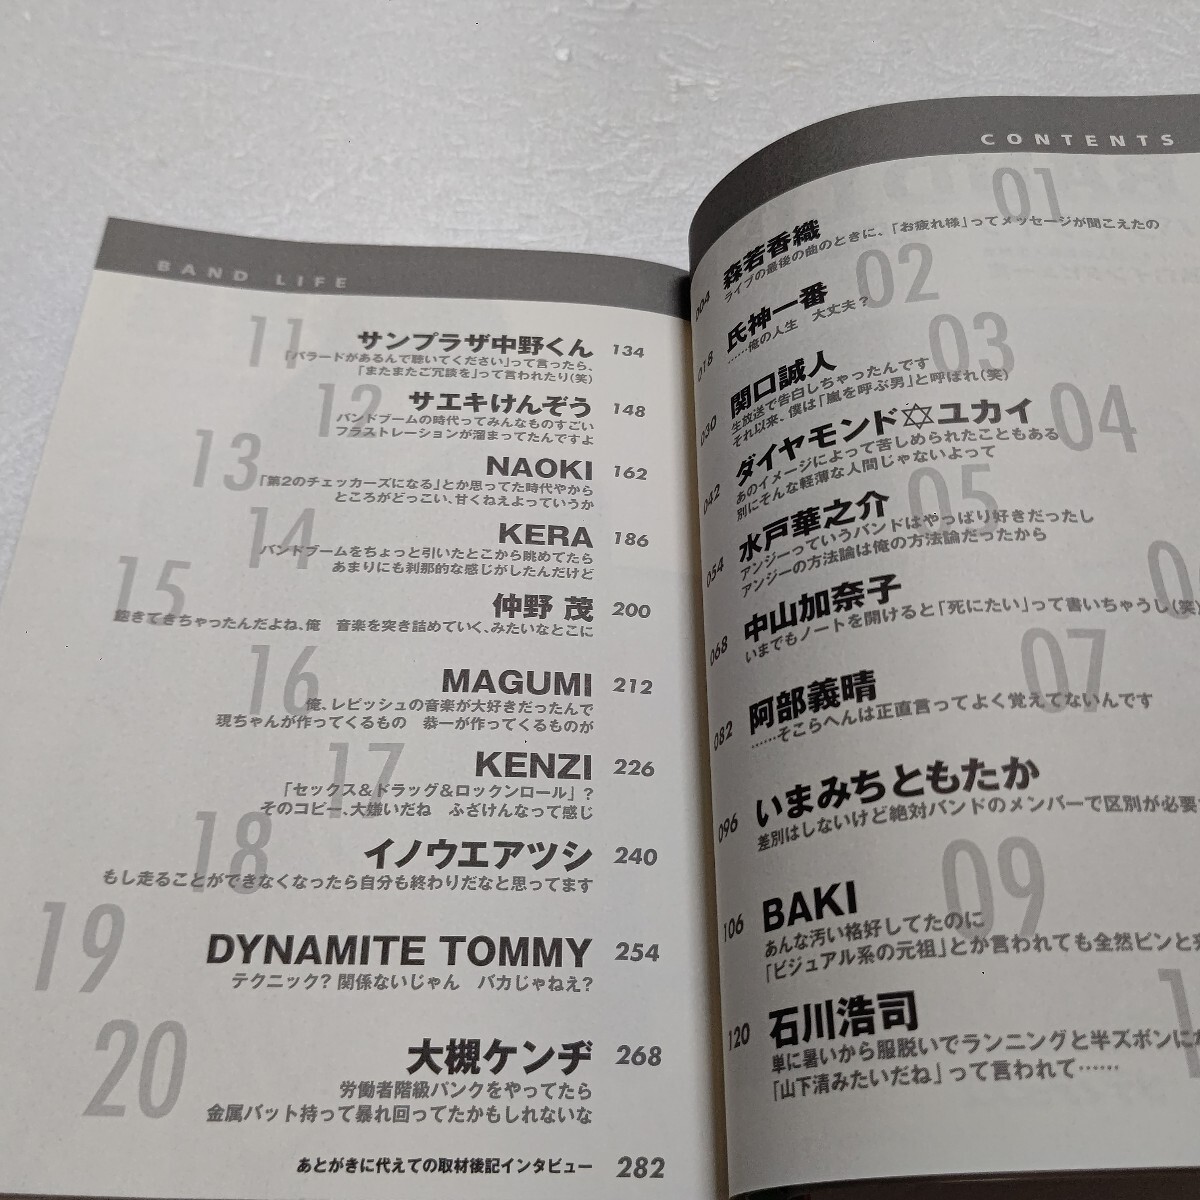 BAND LIFE
11
サンプラザ中野くん 134
「バラードがあるんで聴いてください」って言ったら、
「またまたご冗談を」って言われたり(笑)
12
サエキけんぞう 148
バンドブームの時代ってみんなものすごい
フラストレーションが溜まってたんですよ
13
NAOKI 162
「第2のチェッカーズになる」とか思ってた時代やから
ところがどっこい、甘くねえよっていうか
14
KERA 186
バンドブームをちょっと引いたとこから眺めてたら
あまりにも刹那的な感じがしたんだけど
15
仲野 茂 200
飽きてきちゃったんだよね、俺 音楽を突き詰めていく、みたいなとこに
16
MAGUMI 212
俺、レピッシュの音楽が大好きだったんで
現ちゃんが作ってくるもの 恭一が作ってくるものが
17
KENZI 226
「セックス&ドラッグ&ロックンロール」?
そのコピー、大嫌いだね ふざけんなって感じ
18
イノウエアツシ 240
もし走ることができなくなったら自分も終わりだなと思ってます
19
DYNAMITE TOMMY 254
テクニック? 関係ないじゃん バカじゃねえ?
20
大槻ケンヂ 268
労働者階級パンクをやってたら
金属バット持って暴れ回ってたかもしれないな
あとがきに代えての取材後記インタビュー 282
CONTENTS
01
004 森若香織
ライブの最後の曲のときに、「お疲れ様」ってメッセージが聞こえたの
02
018 氏神一番
……俺の人生 大丈夫?
03
030 関口誠人
生放送で告白しちゃったんです
それ以来、僕は「嵐を呼ぶ男」と呼ばれ(笑)
04
042 ダイヤモンド✡ユカイ
あのイメージによって苦しめられたこともある
別にそんな軽薄な人間じゃないよって
05
054 水戸華之介
アンジーっていうバンドはやっぱり好きだったし
アンジーの方法論は俺の方法論だったから
068 中山加奈子
いまでもノートを開けると「死にたい」って書いちゃうし(笑)
07
082 阿部義晴
……そこらへんは正直言ってよく覚えてないんです
096 いまみちともたか
差別はしないけど絶対バンドのメンバーで区別が必要
09
106 BAKI
あんな汚い格好してたのに
「ビジュアル系の元祖」とか言われても全然ピンと
120 石川浩司
単に暑いから服脱いでランニングと半ズボンに
「山下清みたいだね」って言われて……